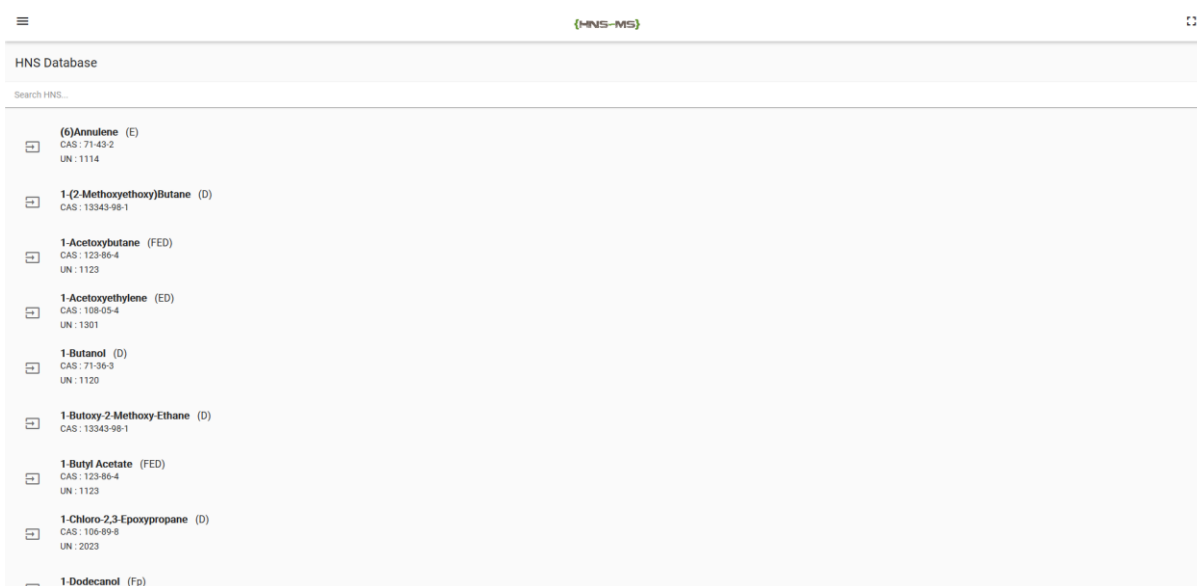 {HNS-MS}
HNS Database
Search HNS...
(6)Annulene (E)
CAS : 71-43-2
UN : 1114
1-(2-Methoxyethoxy)Butane (D)
CAS : 13343-98-1
1-Acetoxybutane (FED)
CAS : 123-86-4
UN : 1123
1-Acetoxyethylene (ED)
CAS : 108-05-4
UN : 1301
1-Butanol (D)
CAS : 71-36-3
UN : 1120
1-Butoxy-2-Methoxy-Ethane (D)
CAS : 13343-98-1
1-Butyl Acetate (FED)
CAS : 123-86-4
UN : 1123
1-Chloro-2,3-Epoxypropane (D)
CAS : 106-89-8
UN : 2023
1-Dodecanol (Fp)